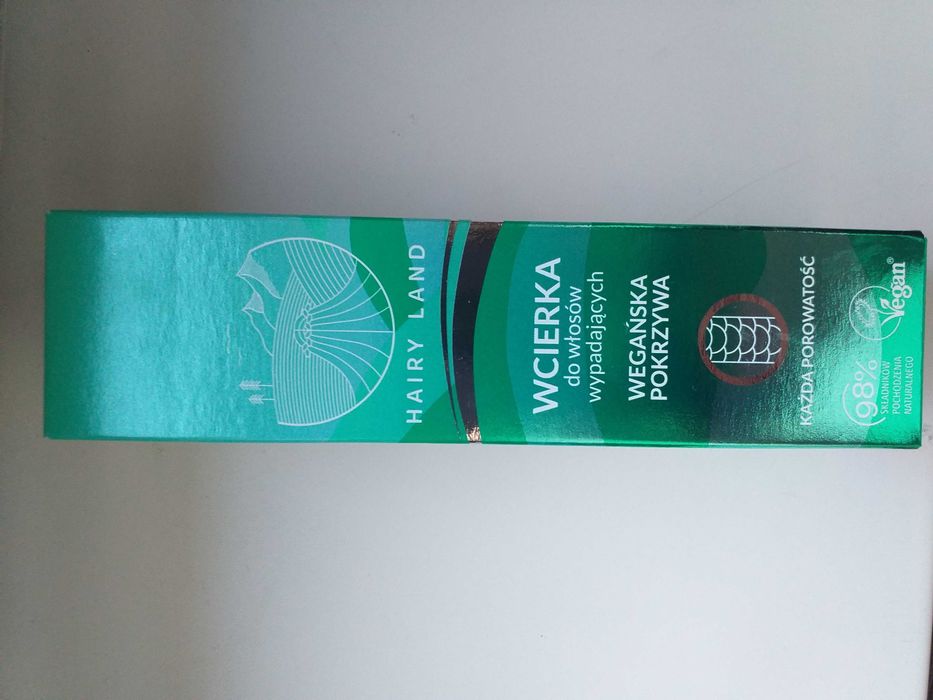 HAIRY LAND
WCIERKA
do włosów
wypadających
WEGAŃSKA
POKRZYWA
KAŻDA POROWATOŚĆ
98%
SKŁADNIKÓW
POCHODZENIA
NATURALNEGO
Vegan®